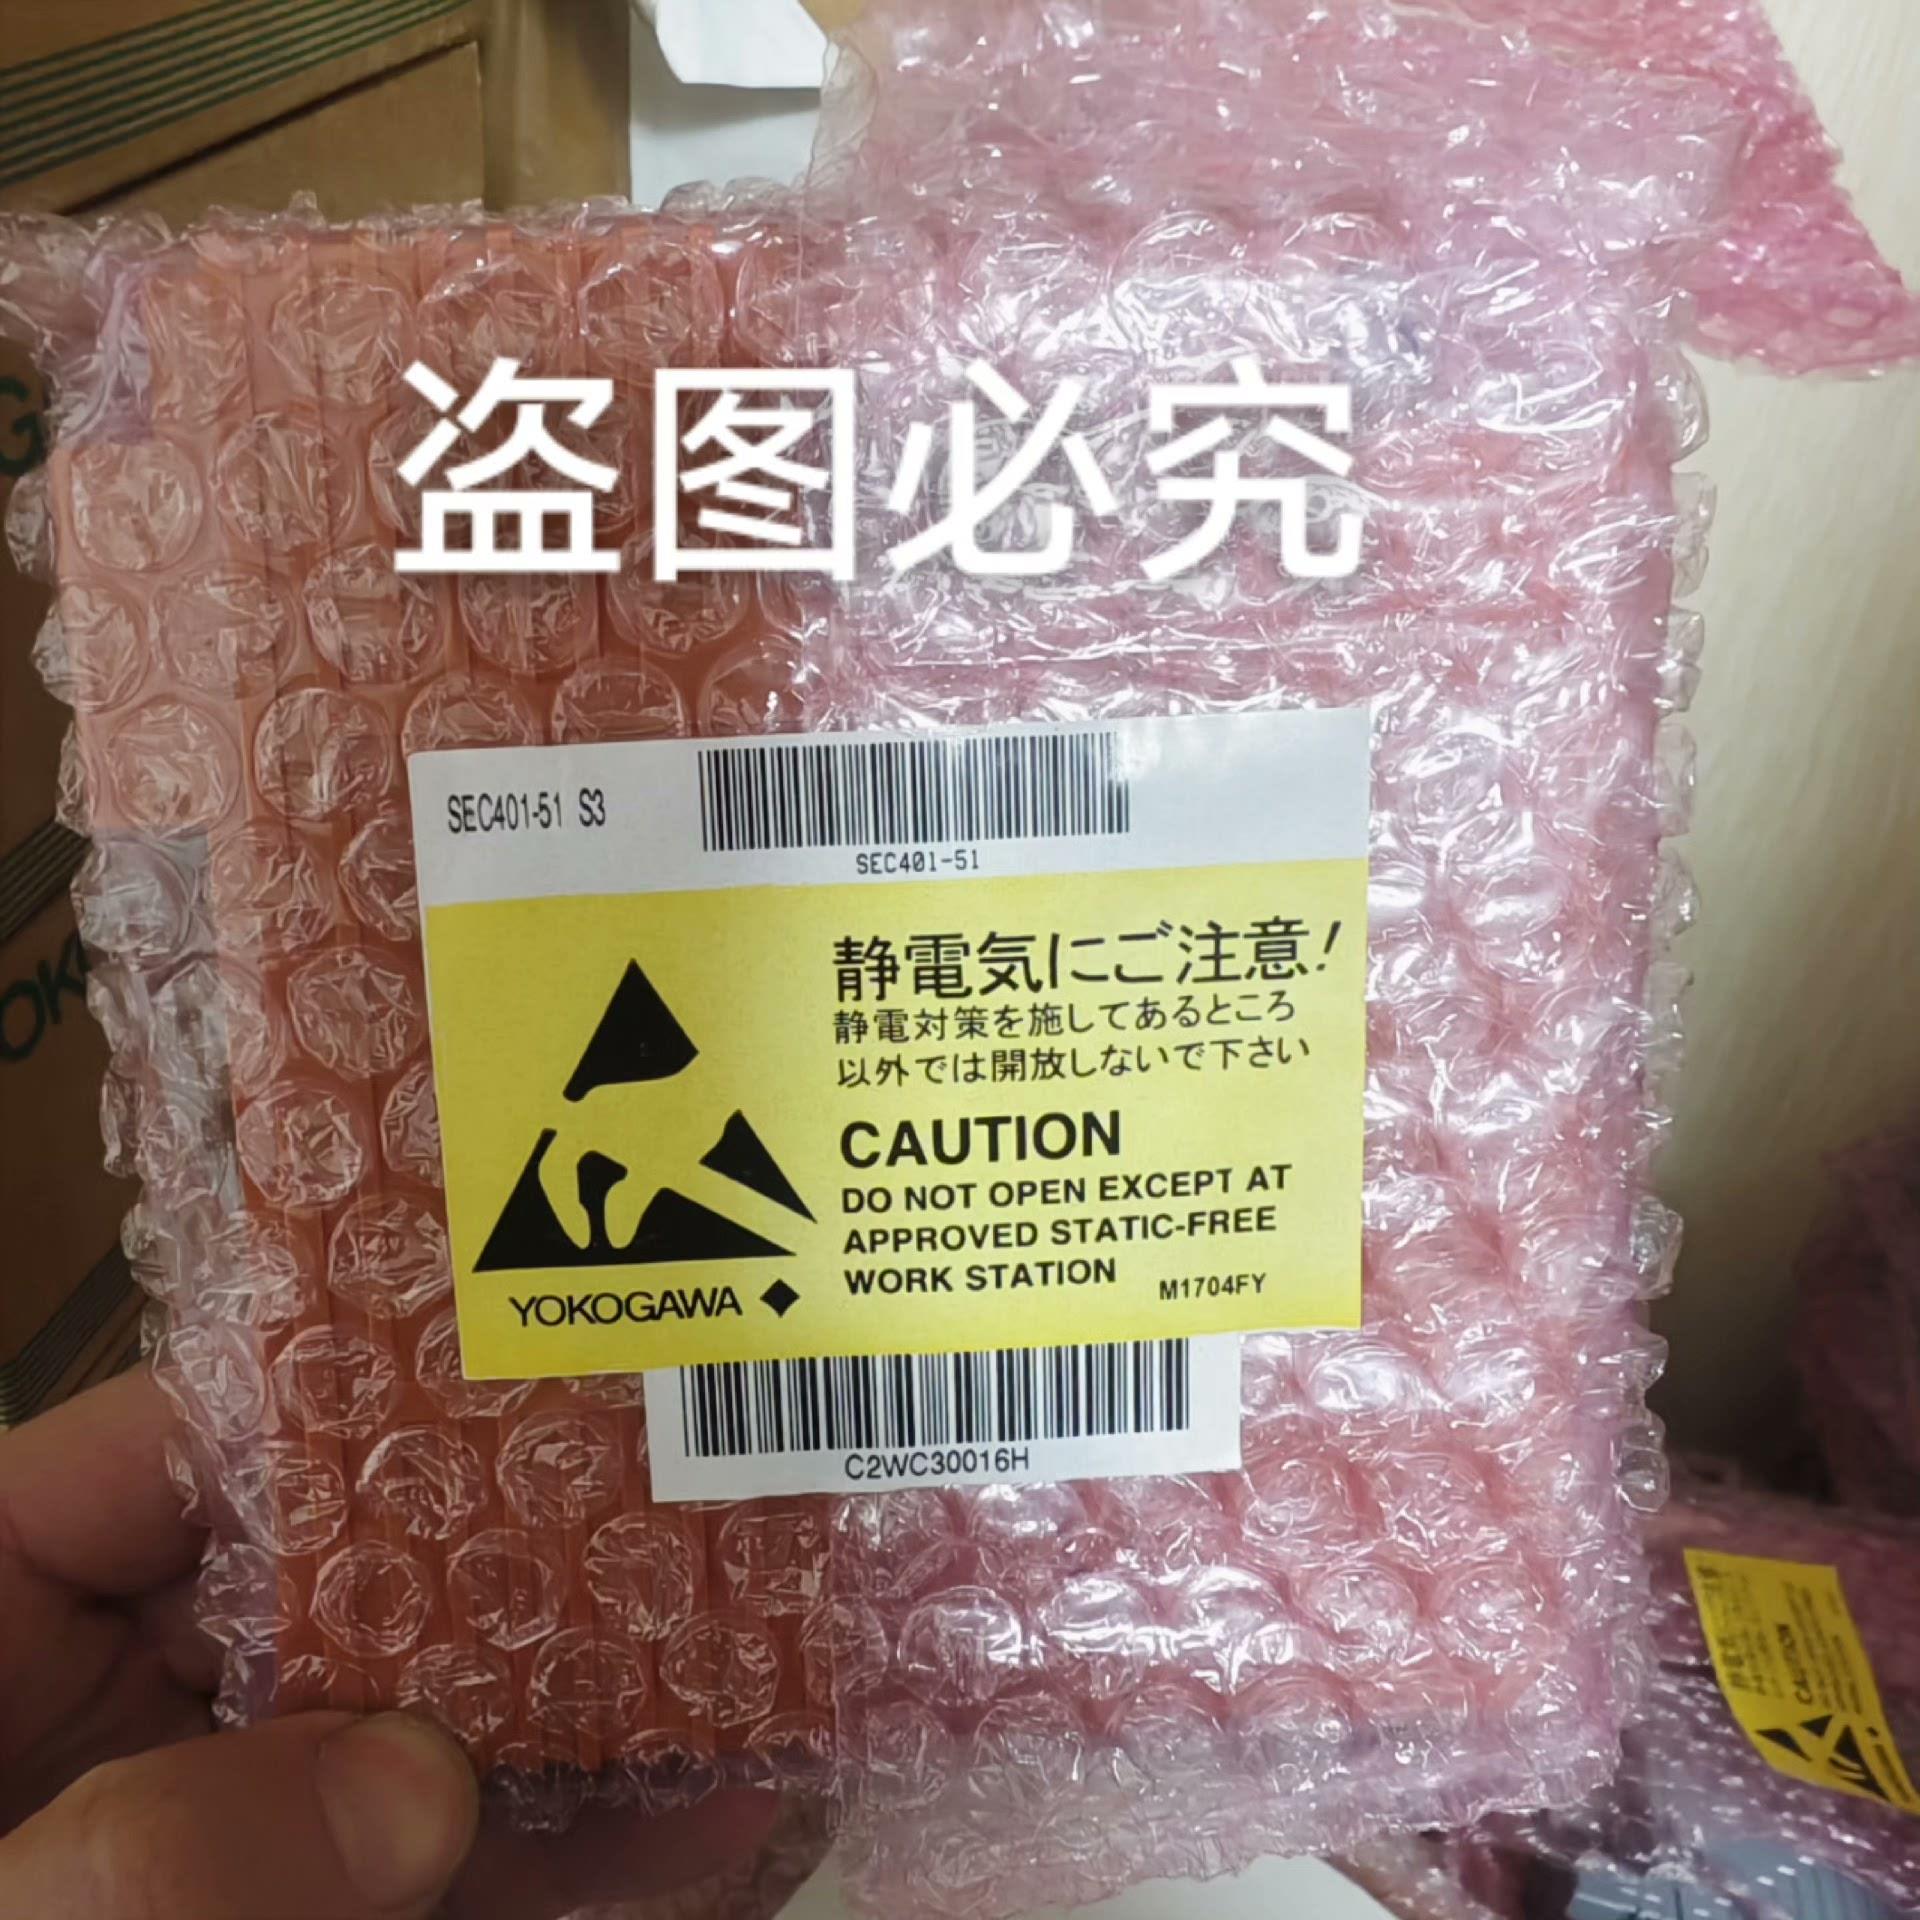 盗图必究
SEC401-51 S3
SEC401-51
静電気にご注意!
静電対策を施してあるところ
以外では開放しないで下さい
CAUTION
DO NOT OPEN EXCEPT AT
APPROVED STATIC-FREE
WORK STATION
M1704FY
YOKOGAWA
C2WC30016H
CAUTION